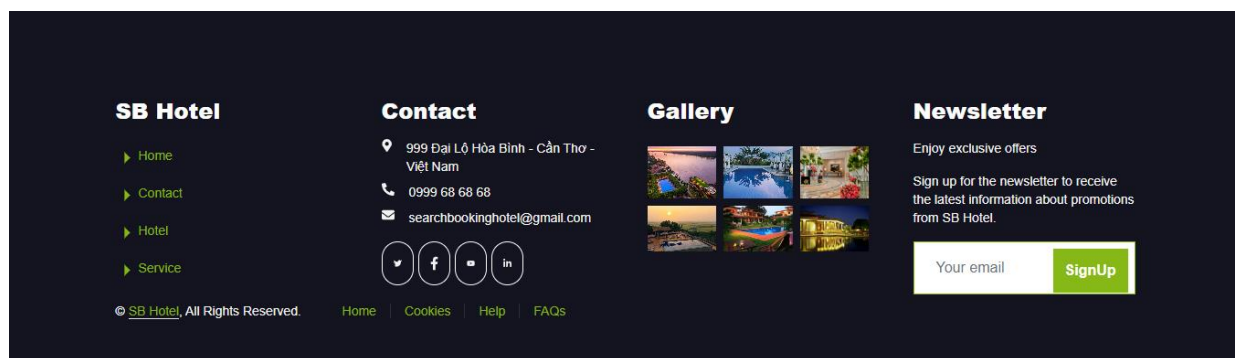 SB Hotel
Home
Contact
Hotel
Service
Contact
999 Đại Lộ Hòa Bình - Cần Thơ -
Việt Nam
0999 68 68 68
searchbookinghotel@gmail.com
in
Gallery
Newsletter
Enjoy exclusive offers
Sign up for the newsletter to receive
the latest information about promotions
from SB Hotel.
Your email
SignUp
© SB Hotel, All Rights Reserved.
Home
Cookies
Help
FAQs